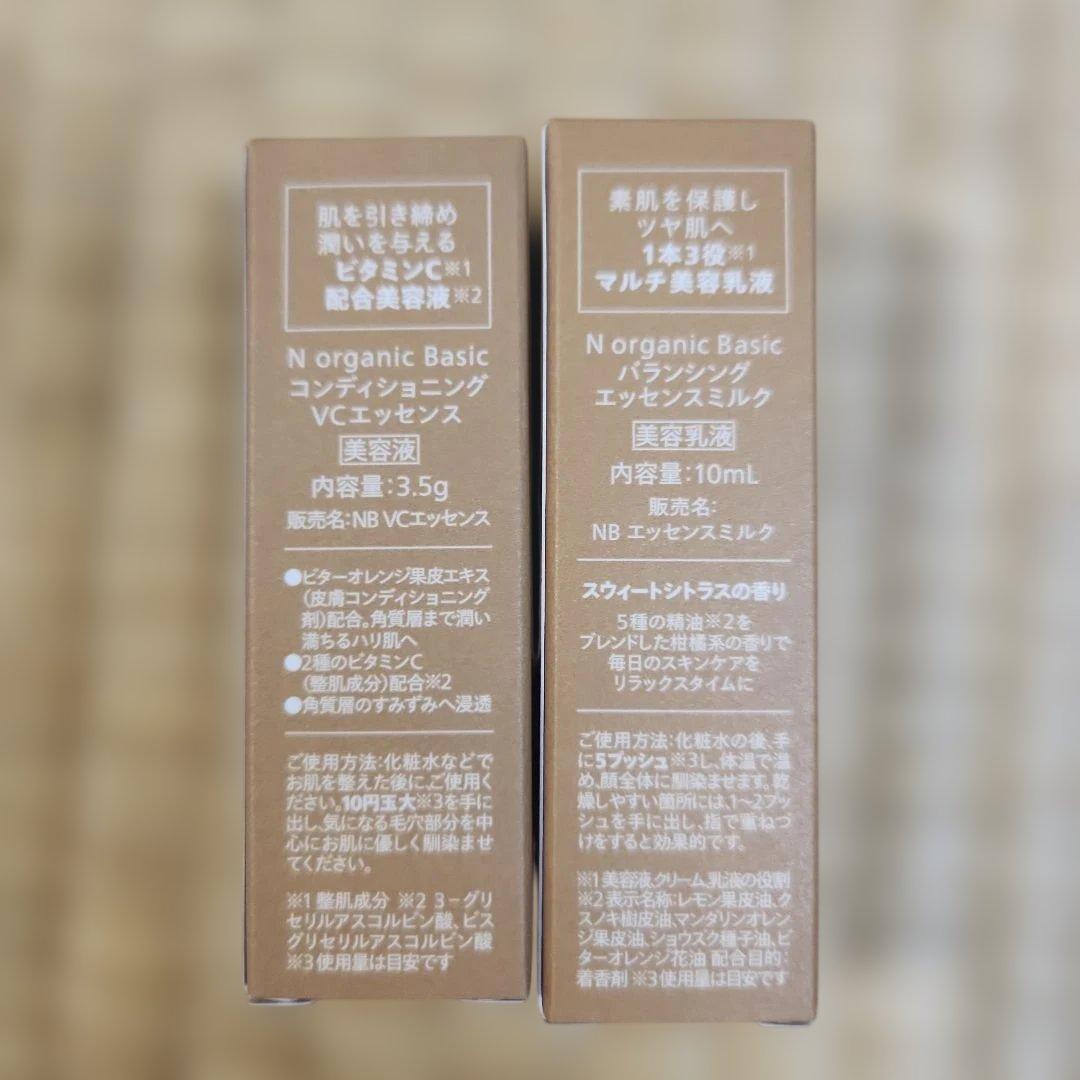 肌を引き締め
潤いを与える
ビタミンC※1
配合美容液※2
N organic Basic
コンディショニング
VCエッセンス
美容液
内容量:3.5g
販売名:NB VCエッセンス
●ビターオレンジ果皮エキス
(皮膚コンディショニング
剤)配合。角質層まで潤い
満ちるハリ肌へ
●2種のビタミンC
(整肌成分)配合※2
●角質層のすみずみへ浸透
ご使用方法:化粧水などで
お肌を整えた後に、ご使用く
ださい。10円玉大※3を手に
出し、気になる毛穴部分を中
心にお肌に優しく馴染ませ
てください。
※1 整肌成分 ※2 3-グリ
セリルアスコルビン酸、ビス
グリセリルアスコルビン酸
※3 使用量は目安です
素肌を保護し
ツヤ肌へ
1本3役※1
マルチ美容乳液
N organic Basic
バランシング
エッセンスミルク
美容乳液
内容量:10mL
販売名:
NB エッセンスミルク
スウィートシトラスの香り
5種の精油※2を
ブレンドした柑橘系の香りで
毎日のスキンケアを
リラックスタイムに
ご使用方法:化粧水の後、手
に5プッシュ※3し、体温で温
め、顔全体に馴染ませます。乾
燥しやすい箇所には、1〜2プッ
シュを手に出し、指で重ねづ
けをすると効果的です。
※1 美容液、クリーム、乳液の役割
※2 表示名称:レモン果皮油、ク
スノキ樹皮油、マンダリンオレン
ジ果皮油、ショウズク種子油、ビ
ターオレンジ花油 配合目的:
着香剤 ※3 使用量は目安です